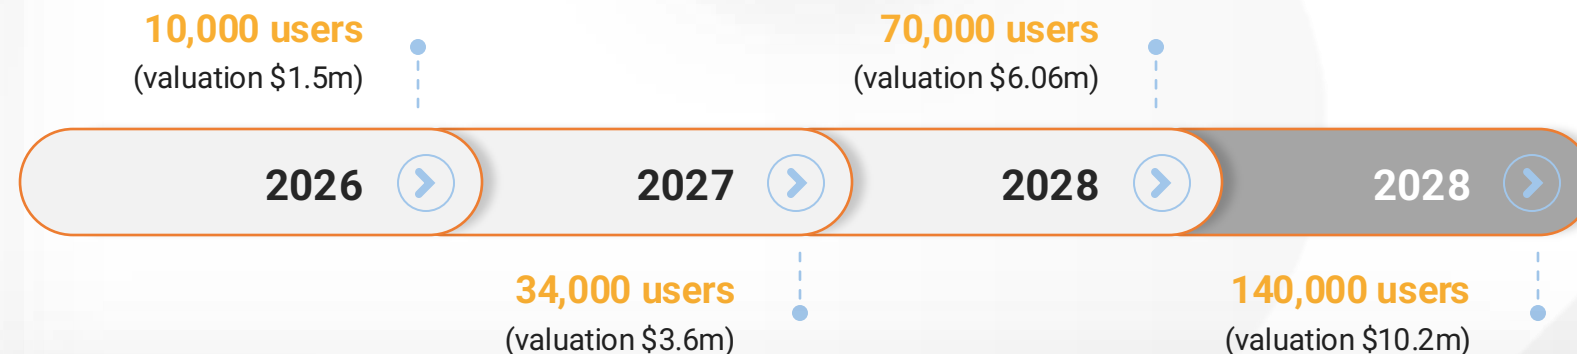 10,000 users
(valuation $1.5m)
70,000 users
(valuation $6.06m)
2026
2027
2028
2028
34,000 users
(valuation $3.6m)
140,000 users
(valuation $10.2m)